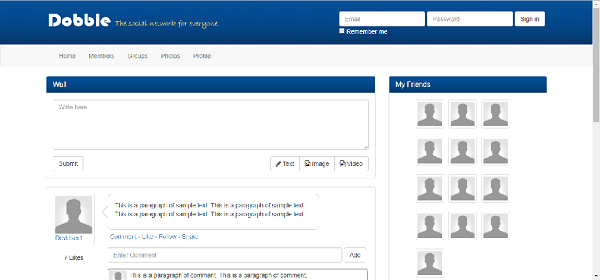 Dobble The social network for everyone
Email
Password
Sign in
Remember me
Home Members Groups Photos Profile
Wall
Write here
Submit
Text Image Video
My Friends
This is a paragraph of sample text. This is a paragraph of sample text.
This is a paragraph of sample text. This is a paragraph of sample text.
DevUser1
Comment - Like - Follow - Share
7 Likes
Enter Comment
Add
This is a paragraph of comment. This is a paragraph of comment.